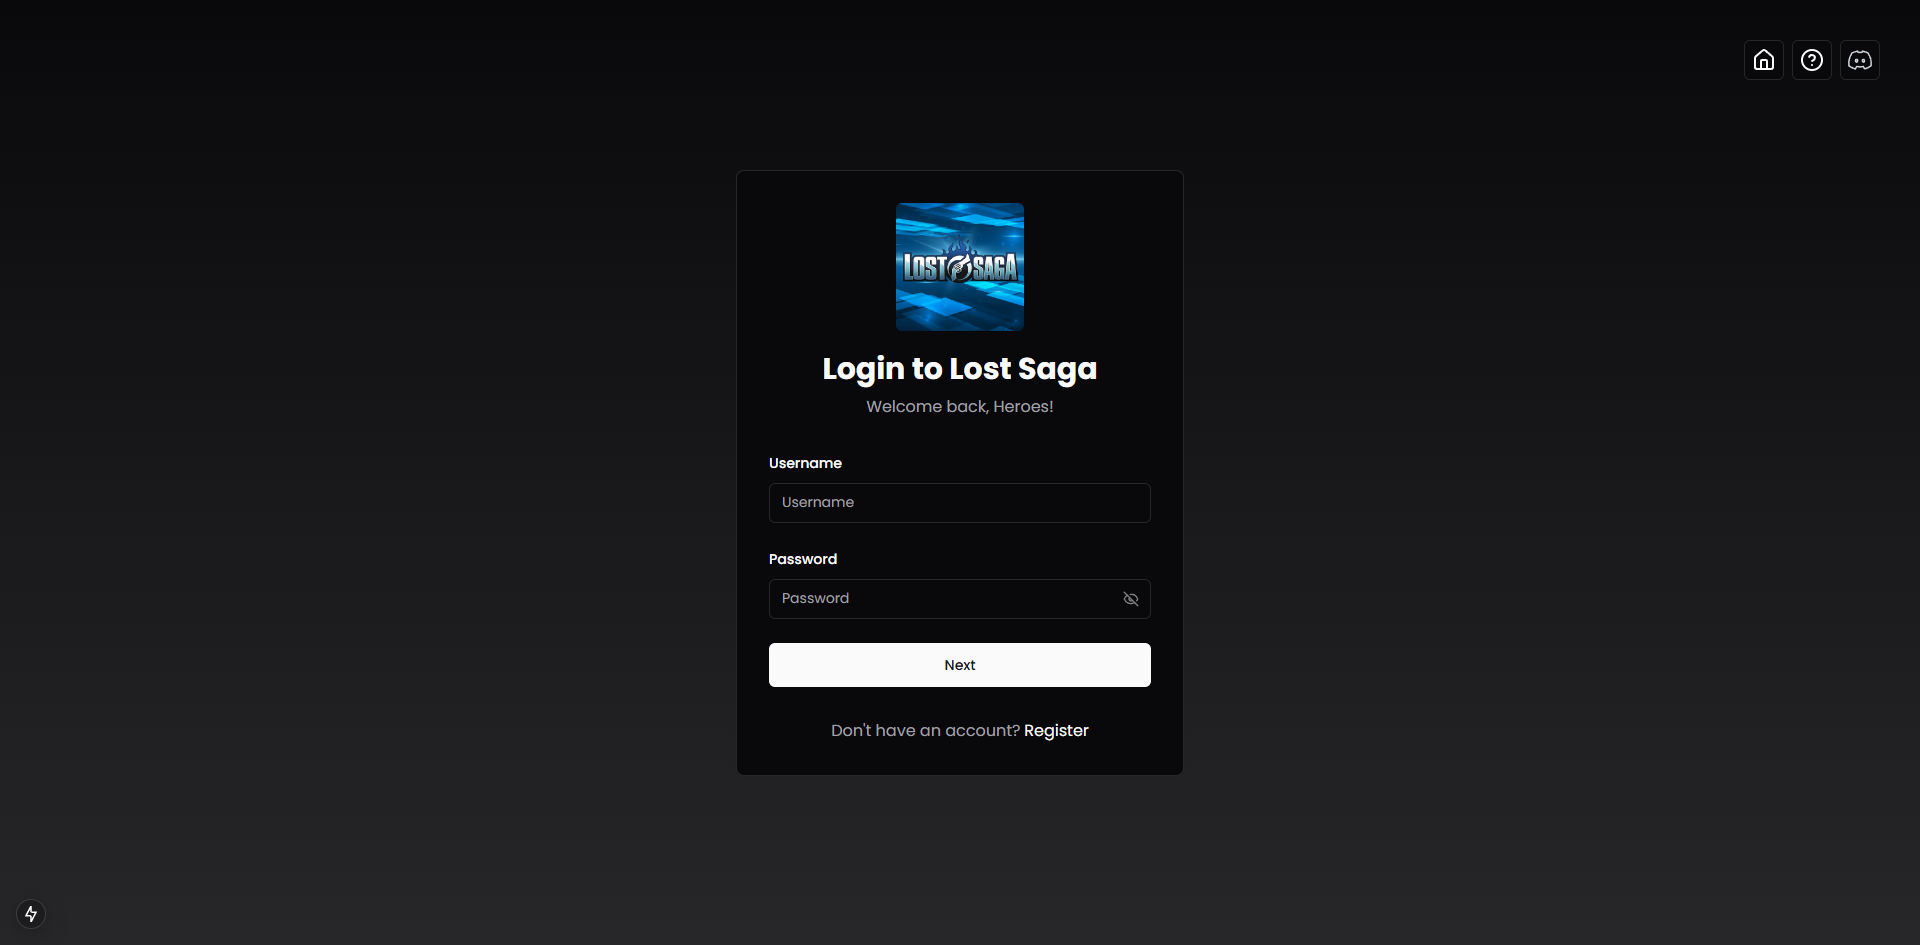 LOST SAGA
Login to Lost Saga
Welcome back, Heroes!
Username
Username
Password
Password
Next
Don't have an account? Register